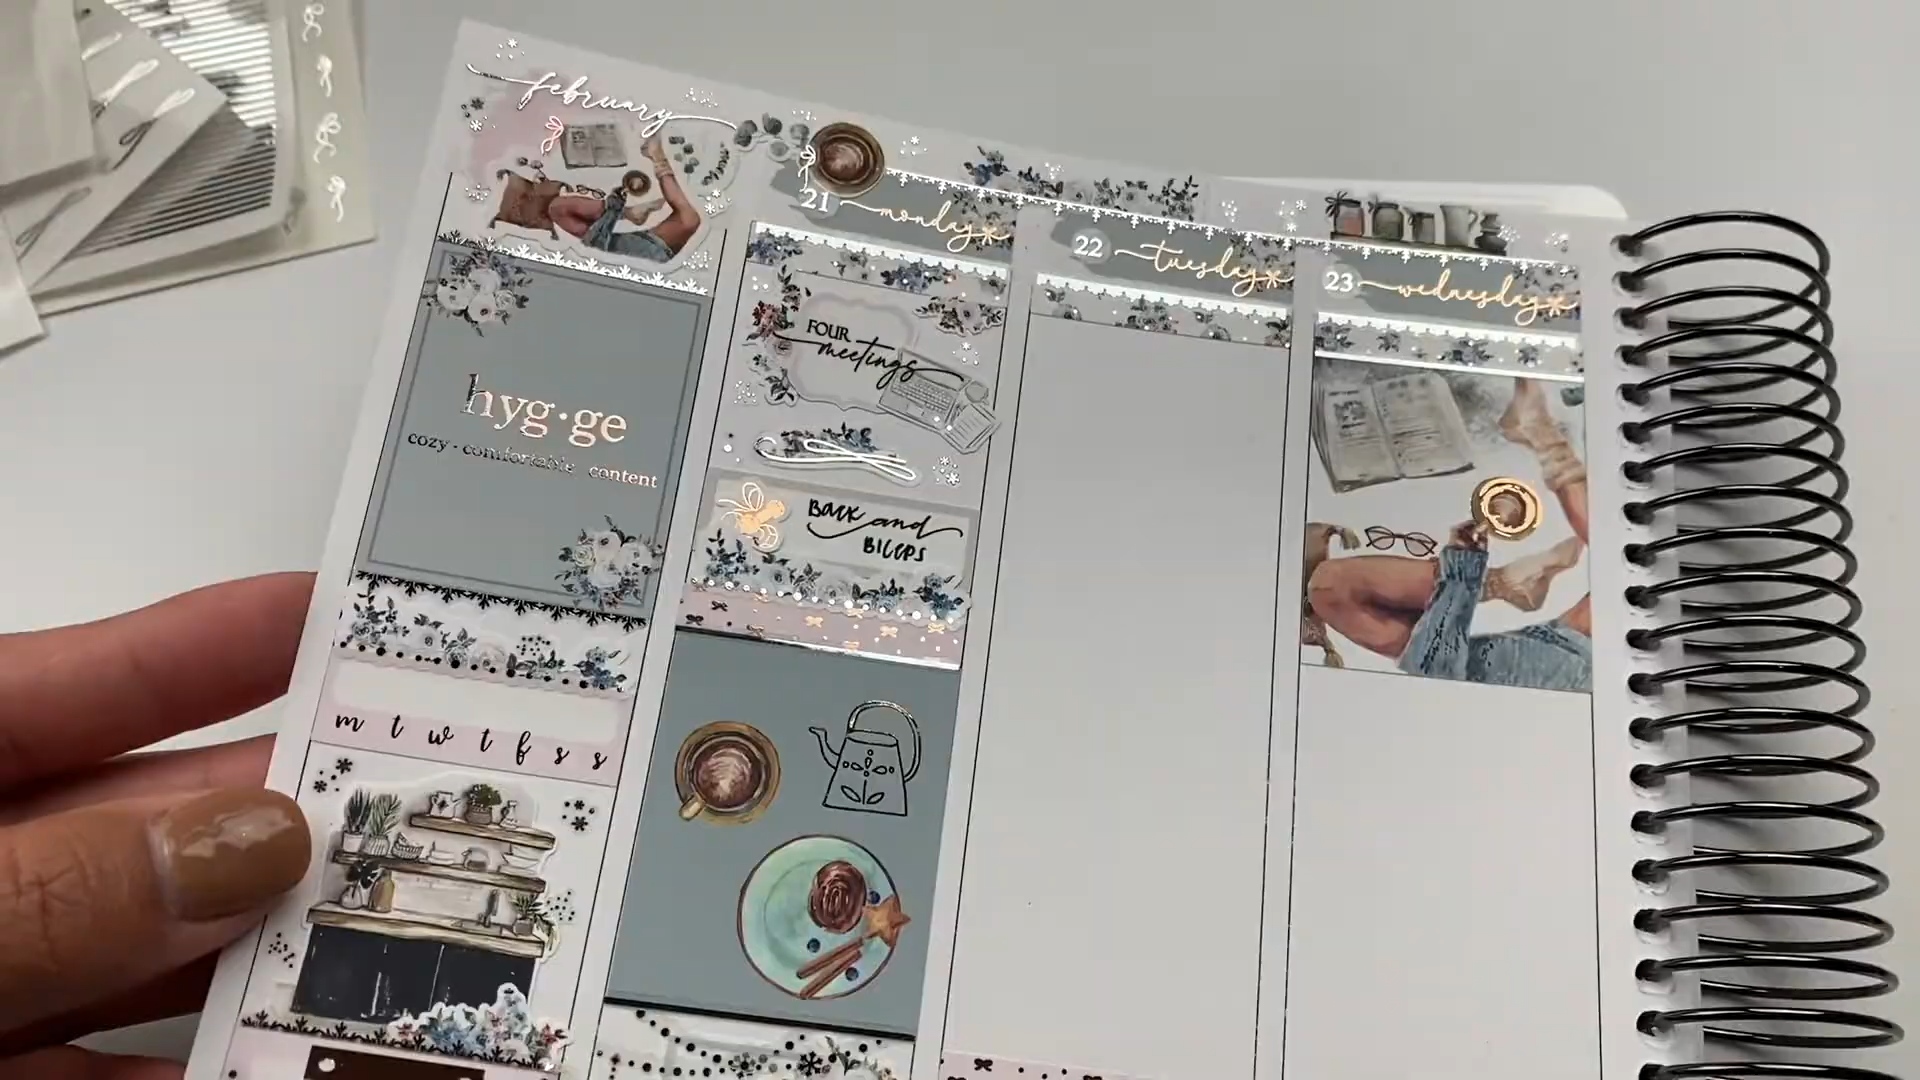 february
21 monday
22 tuesday
23 wednesday
hyg·ge
cozy · comfortable content
FOUR
meetings
BACK and
BICEPS
m t w t f s s